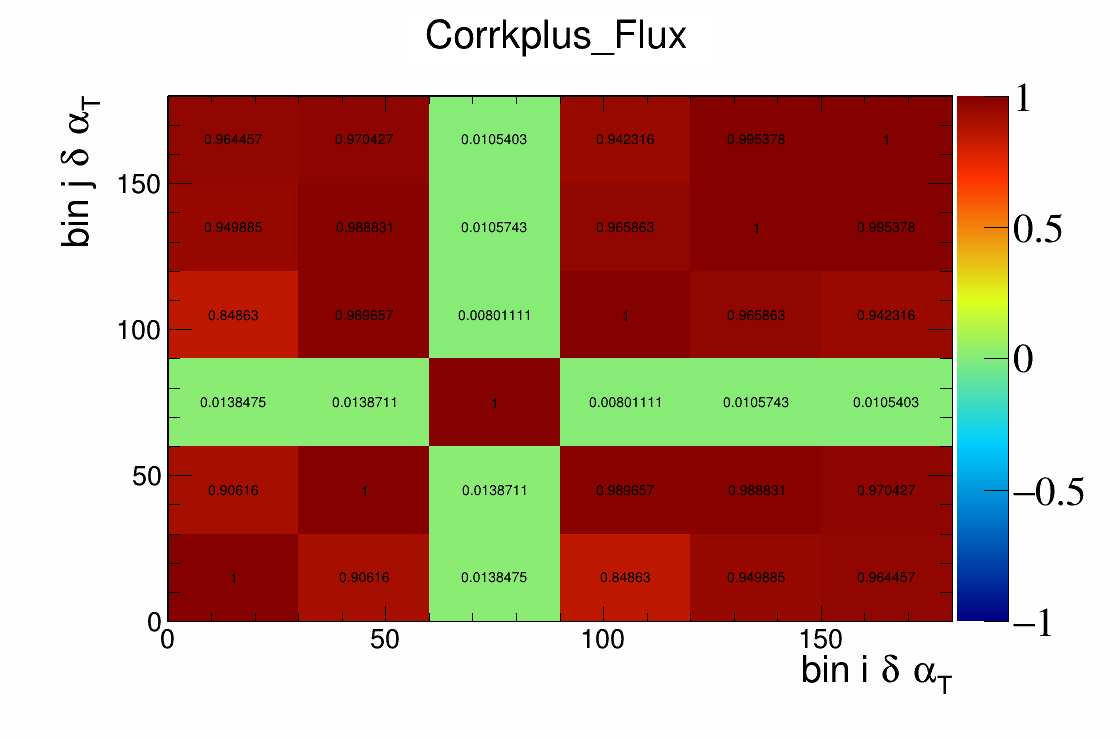 Corrkplus_Flux
bin j δ α_T
150
100
50
0
0.964457 0.970427 0.0105403 0.942316 0.995378 1
0.949885 0.988831 0.0105743 0.965863 1 0.995378
0.84863 0.989657 0.00801111 1 0.965863 0.942316
0.0138475 0.0138711 1 0.00801111 0.0105743 0.0105403
0.90616 1 0.0138711 0.989657 0.988831 0.970427
1 0.90616 0.0138475 0.84863 0.949885 0.964457
0 50 100 150
bin i δ α_T
1
0.5
0
−0.5
−1